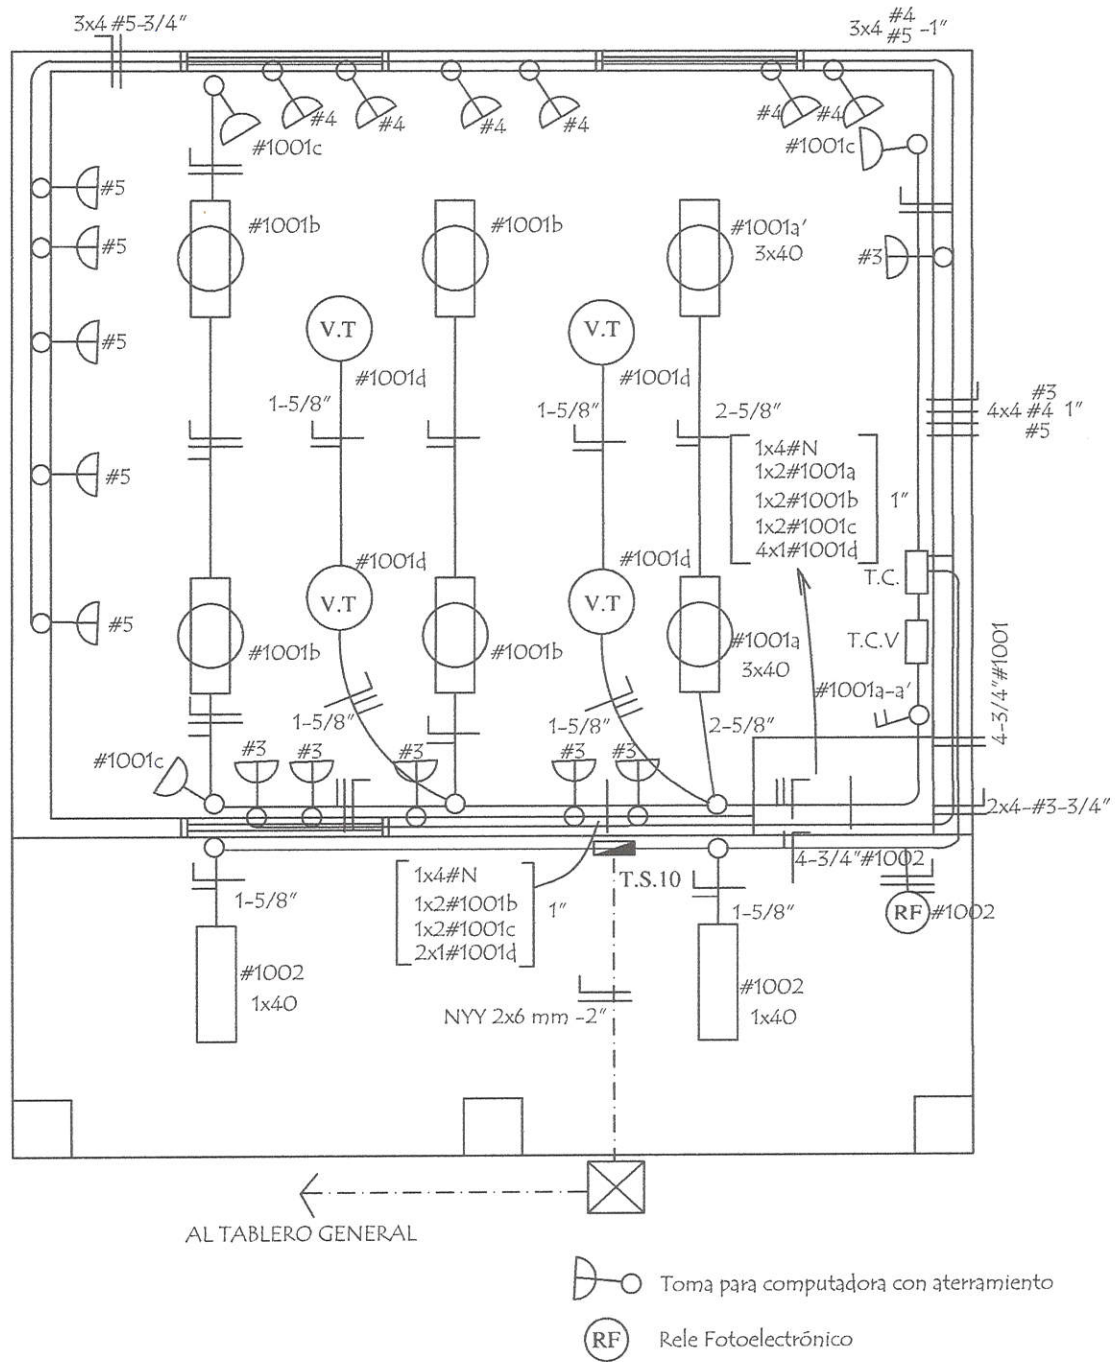 3x4 #5-3/4"
3x4 #4 #5 -1"
#4
#4
#4
#4
#4
#4
#1001c
#1001c
#5
#5
#5
#5
#5
#1001b
#1001b
#1001a'
3x40
#3
V.T
V.T
#1001d
#1001d
1-5/8"
1-5/8"
2-5/8"
#3
4x4 #4 1"
#5
1x4#N
1x2#1001a
1x2#1001b
1x2#1001c
4x1#1001d
1"
#1001d
#1001d
V.T
V.T
T.C.
T.C.V
#1001b
#1001b
#1001a
3x40
#1001a-a'
4-3/4"#1001
1-5/8"
1-5/8"
2-5/8"
#1001c
#3
#3
#3
#3
#3
2x4-#3-3/4"
4-3/4"#1002
T.S.10
1x4#N
1x2#1001b
1x2#1001c
2x1#1001d
1"
1-5/8"
1-5/8"
RF
#1002
#1002
1x40
#1002
1x40
NYY 2x6 mm -2"
AL TABLERO GENERAL
Toma para computadora con aterramiento
RF Rele Fotoelectrónico